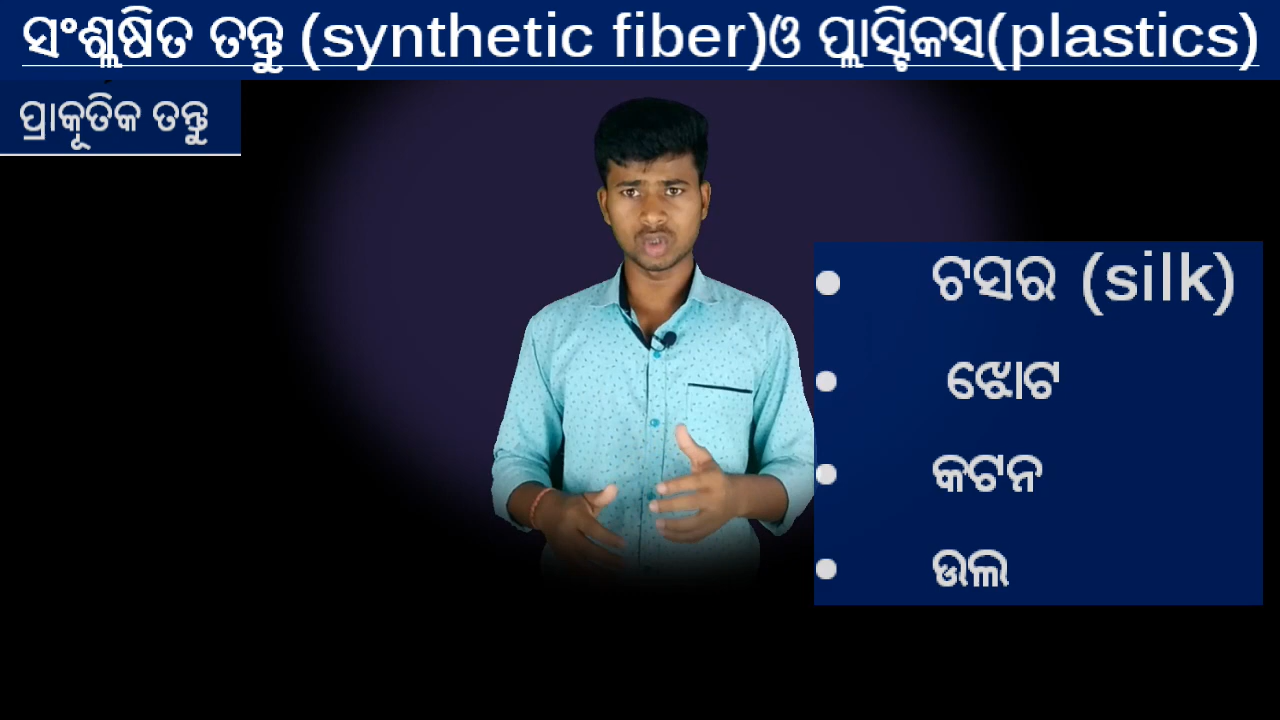 ସଂଶ୍ଲେଷିତ ତନ୍ତୁ (synthetic fiber)ଓ ପ୍ଲାସ୍ଟିକସ(plastics)
ପ୍ରାକୃତିକ ତନ୍ତୁ
• ଟସର (silk)
• ଝୋଟ
• କଟନ
• ଉଲ